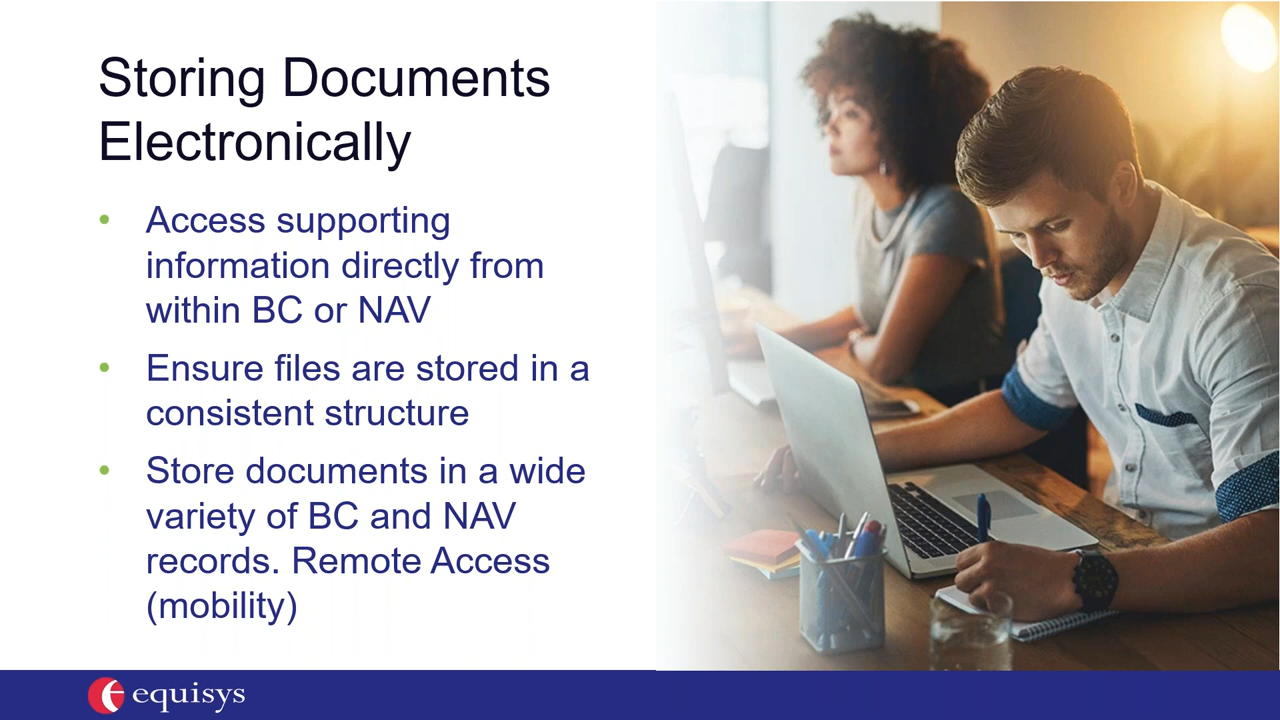 Storing Documents
Electronically
• Access supporting
information directly from
within BC or NAV
• Ensure files are stored in a
consistent structure
• Store documents in a wide
variety of BC and NAV
records. Remote Access
(mobility)
equisys